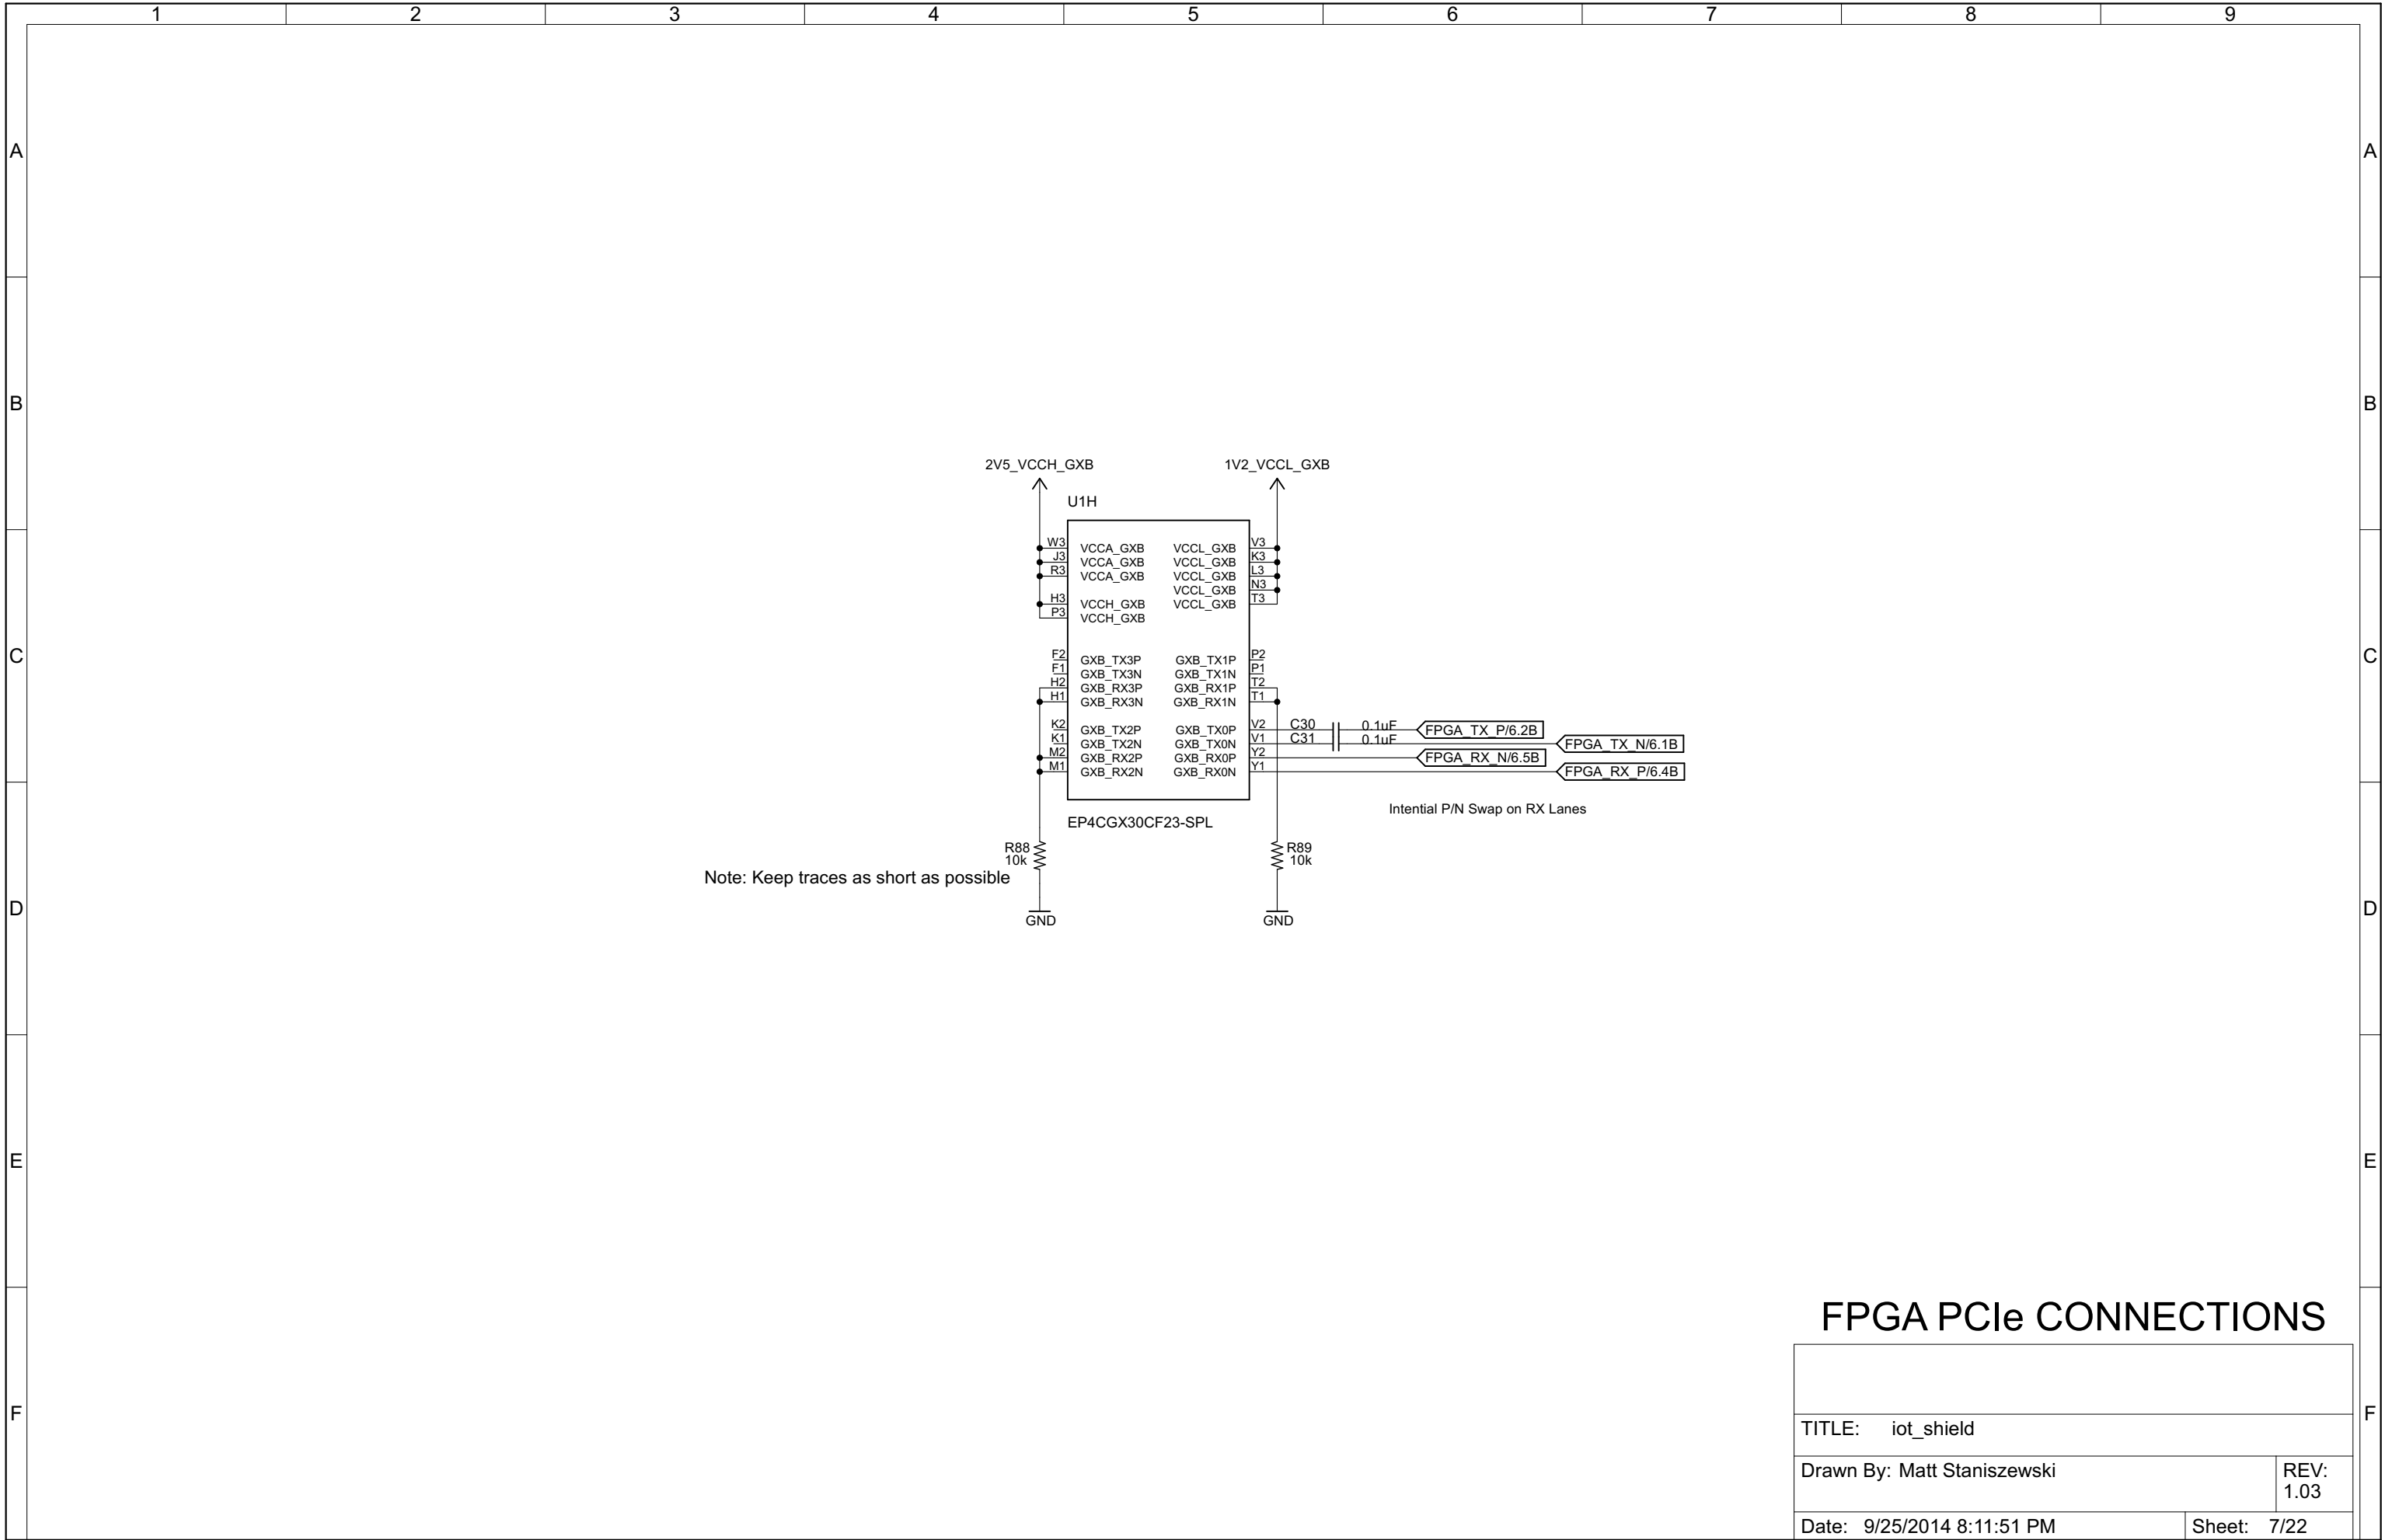 1 2 3 4 5 6 7 8 9
A A
B B
2V5_VCCH_GXB 1V2_VCCL_GXB
U1H
W3 VCCA_GXB VCCL_GXB V3
J3 VCCA_GXB VCCL_GXB K3
R3 VCCA_GXB VCCL_GXB L3
VCCL_GXB N3
H3 VCCH_GXB VCCL_GXB T3
P3 VCCH_GXB
C C
F2 GXB_TX3P GXB_TX1P P2
F1 GXB_TX3N GXB_TX1N P1
H2 GXB_RX3P GXB_RX1P T2
H1 GXB_RX3N GXB_RX1N T1
K2 GXB_TX2P GXB_TX0P V2 C30 0.1uF FPGA_TX_P/6.2B
K1 GXB_TX2N GXB_TX0N V1 C31 0.1uF FPGA_TX_N/6.1B
M2 GXB_RX2P GXB_RX0P Y2 FPGA_RX_N/6.5B
M1 GXB_RX2N GXB_RX0N Y1 FPGA_RX_P/6.4B
Intential P/N Swap on RX Lanes
EP4CGX30CF23-SPL
R88 R89
10k 10k
Note: Keep traces as short as possible
D D
GND GND
E E
FPGA PCIe CONNECTIONS
F F
TITLE: iot_shield
Drawn By: Matt Staniszewski REV:
1.03
Date: 9/25/2014 8:11:51 PM Sheet: 7/22